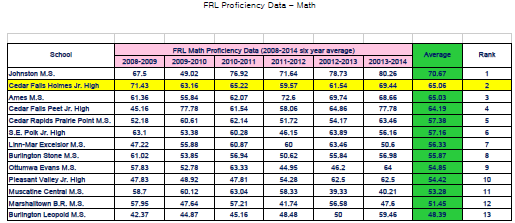 FRL Proficiency Data – Math
School FRL Math Proficiency Data (2008-2014 six year average) Average Rank
2008-2009 2009-2010 2010-2011 2011-2012 2012-2013 20013-2014
Johnston M.S. 67.5 49.02 76.92 71.64 78.73 80.26 70.67 1
Cedar Falls Holmes Jr. High 71.43 63.16 65.22 59.57 61.54 69.44 65.06 2
Ames M.S. 61.36 55.84 62.07 72.6 69.74 68.66 65.03 3
Cedar Falls Peet Jr. High 45.16 77.78 61.54 58.06 64.86 77.78 64.19 4
Cedar Rapids Prairie Point M.S. 52.18 60.61 62.14 51.72 54.17 63.46 57.38 5
S.E. Polk Jr. High 63.1 53.38 60.28 46.15 63.89 56.16 57.16 6
Linn-Mar Excelsior M.S. 47.22 55.88 60.87 60 63.46 50.6 56.33 7
Burlington Stone M.S. 61.02 53.85 56.94 50.62 55.84 56.98 55.87 8
Ottumwa Evans M.S. 54.83 52.78 53.33 44.95 46.2 64 54.85 9
Pleasant Valley Jr. High 47.83 48.92 47.81 54.28 62.5 62.5 54.42 10
Muscatine Central M.S. 58.7 60.12 63.04 58.33 39.33 40.21 53.28 11
Marshalltown B.R. M.S. 57.95 47.64 57.21 41.74 56.58 47.6 51.45 12
Burlington Leopold M.S. 42.37 44.87 45.16 48.48 50 59.46 48.39 13